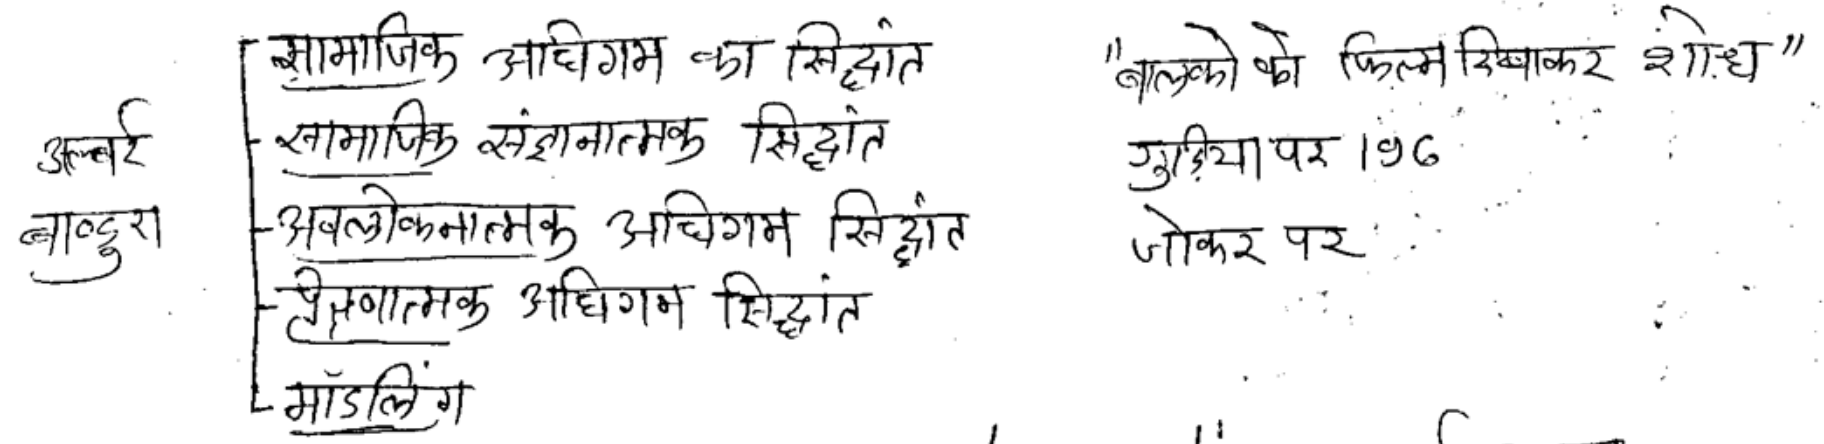 सामाजिक अधिगम का सिद्धांत
सामाजिक संज्ञानात्मक सिद्धांत
अल्बर्ट
बाण्डुरा
अवलोकनात्मक अधिगम सिद्धांत
प्रेक्षणात्मक अधिगम सिद्धांत
मॉडलिंग
"बालको को फिल्म दिखाकर शोध"
गुड़िया पर 196
जोकर पर